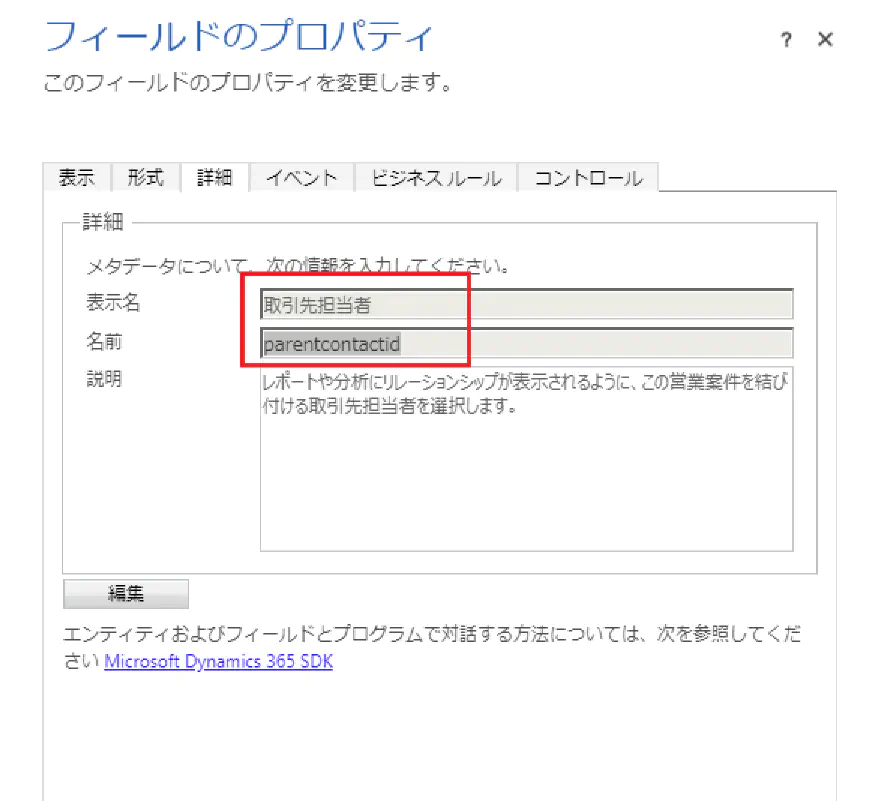 フィールドのプロパティ
? ×
このフィールドのプロパティを変更します。
表示 形式 詳細 イベント ビジネス ルール コントロール
詳細
メタデータについて、次の情報を入力してください。
表示名 取引先担当者
名前 parentcontactid
説明 レポートや分析にリレーションシップが表示されるように、この営業案件を結び
付ける取引先担当者を選択します。
編集
エンティティおよびフィールドとプログラムで対話する方法については、次を参照してくだ
さい Microsoft Dynamics 365 SDK